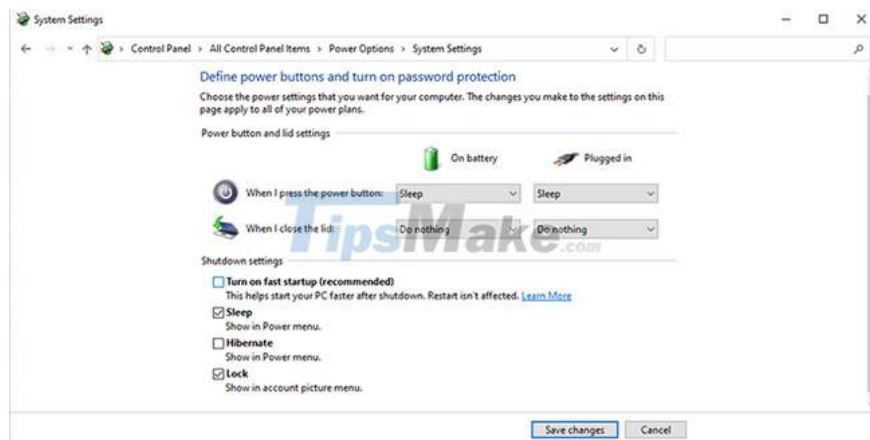 System Settings
Control Panel > All Control Panel Items > Power Options > System Settings
Define power buttons and turn on password protection
Choose the power settings that you want for your computer. The changes you make to the settings on this
page apply to all of your power plans.
Power button and lid settings
On battery Plugged in
When I press the power button: Sleep Sleep
When I close the lid: Do nothing Do nothing
TipsMake.com
Shutdown settings
Turn on fast startup (recommended)
This helps start your PC faster after shutdown. Restart isn't affected. Learn More
Sleep
Show in Power menu.
Hibernate
Show in Power menu.
Lock
Show in account picture menu.
Save changes Cancel